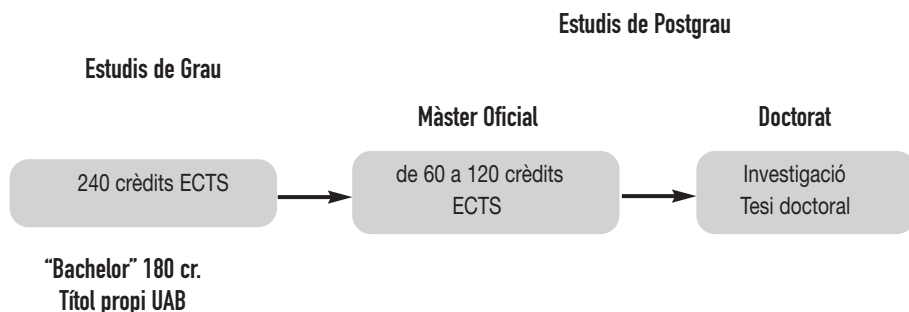 Estudis de Postgrau
Estudis de Grau
Màster Oficial
Doctorat
240 crèdits ECTS
de 60 a 120 crèdits
ECTS
Investigació
Tesi doctoral
“Bachelor” 180 cr.
Títol propi UAB